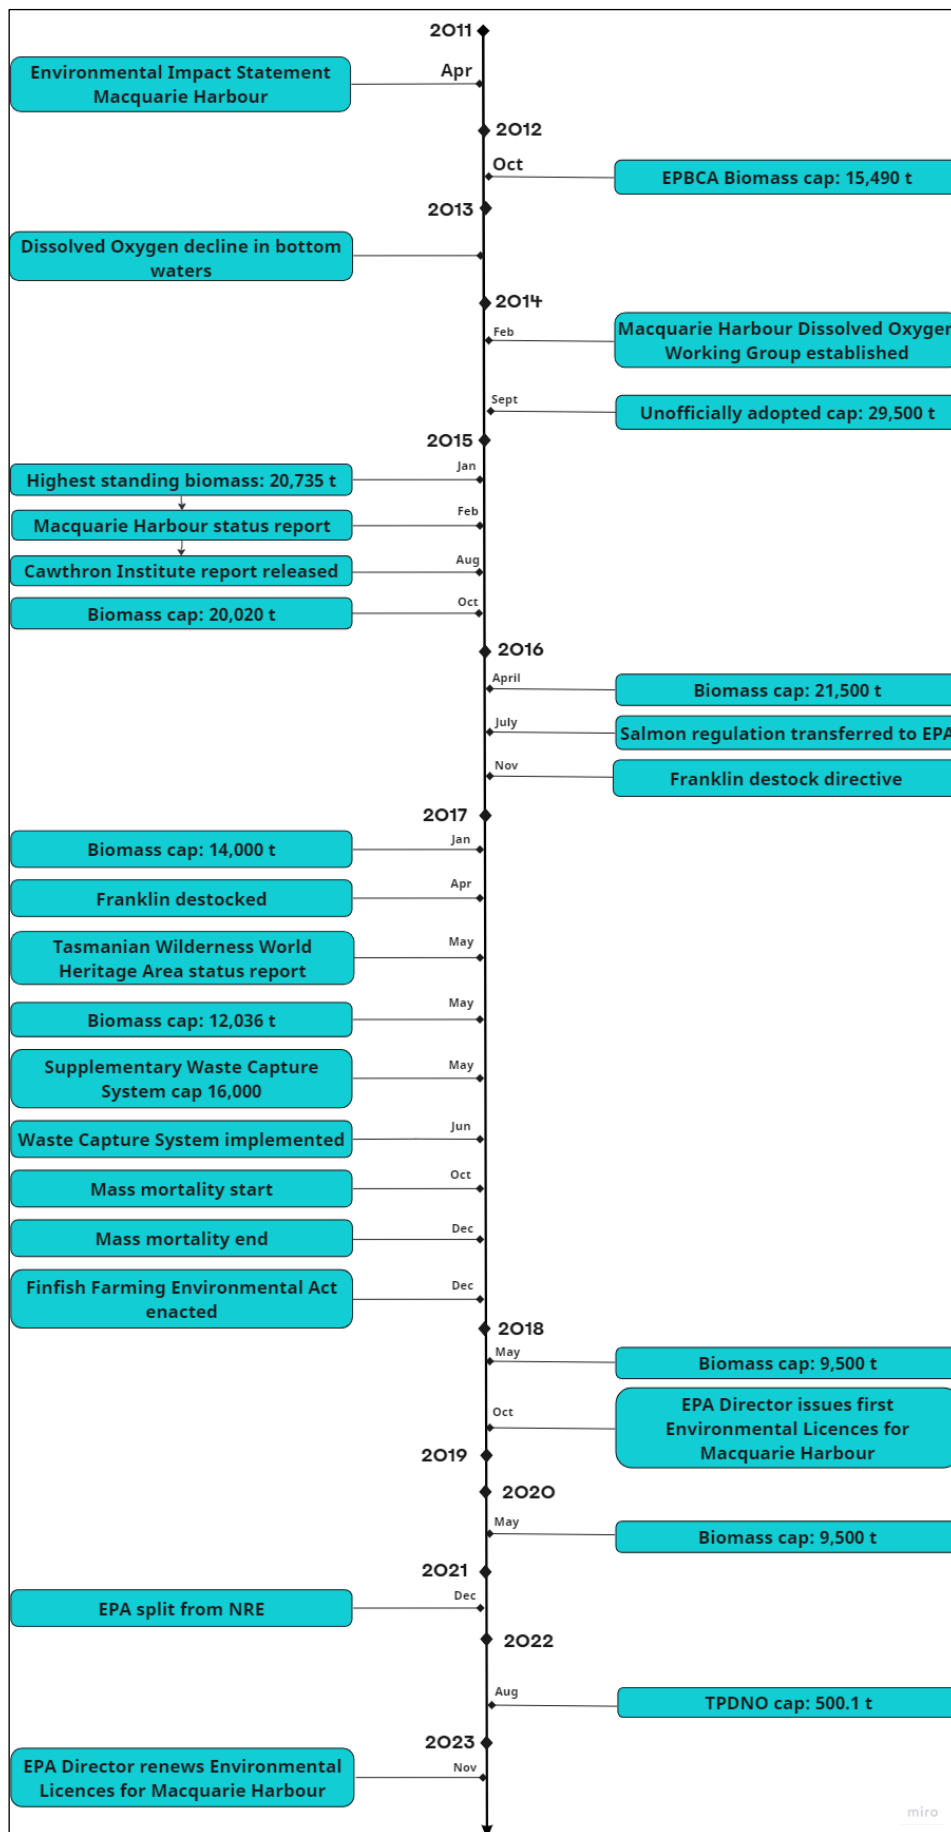 2011
Apr
Environmental Impact Statement
Macquarie Harbour
2012
Oct
EPBCA Biomass cap: 15,490 t
2013
Dissolved Oxygen decline in bottom
waters
2014
Feb
Macquarie Harbour Dissolved Oxygen
Working Group established
Sept
Unofficially adopted cap: 29,500 t
2015
Jan
Highest standing biomass: 20,735 t
Feb
Macquarie Harbour status report
Aug
Cawthron Institute report released
Oct
Biomass cap: 20,020 t
2016
April
Biomass cap: 21,500 t
July
Salmon regulation transferred to EPA
Nov
Franklin destock directive
2017
Jan
Biomass cap: 14,000 t
Apr
Franklin destocked
May
Tasmanian Wilderness World
Heritage Area status report
May
Biomass cap: 12,036 t
May
Supplementary Waste Capture
System cap 16,000
Jun
Waste Capture System implemented
Oct
Mass mortality start
Dec
Mass mortality end
Dec
Finfish Farming Environmental Act
enacted
2018
May
Biomass cap: 9,500 t
Oct
EPA Director issues first
Environmental Licences for
Macquarie Harbour
2019
2020
May
Biomass cap: 9,500 t
2021
Dec
EPA split from NRE
2022
Aug
TPDNO cap: 500.1 t
2023
Nov
EPA Director renews Environmental
Licences for Macquarie Harbour
miro